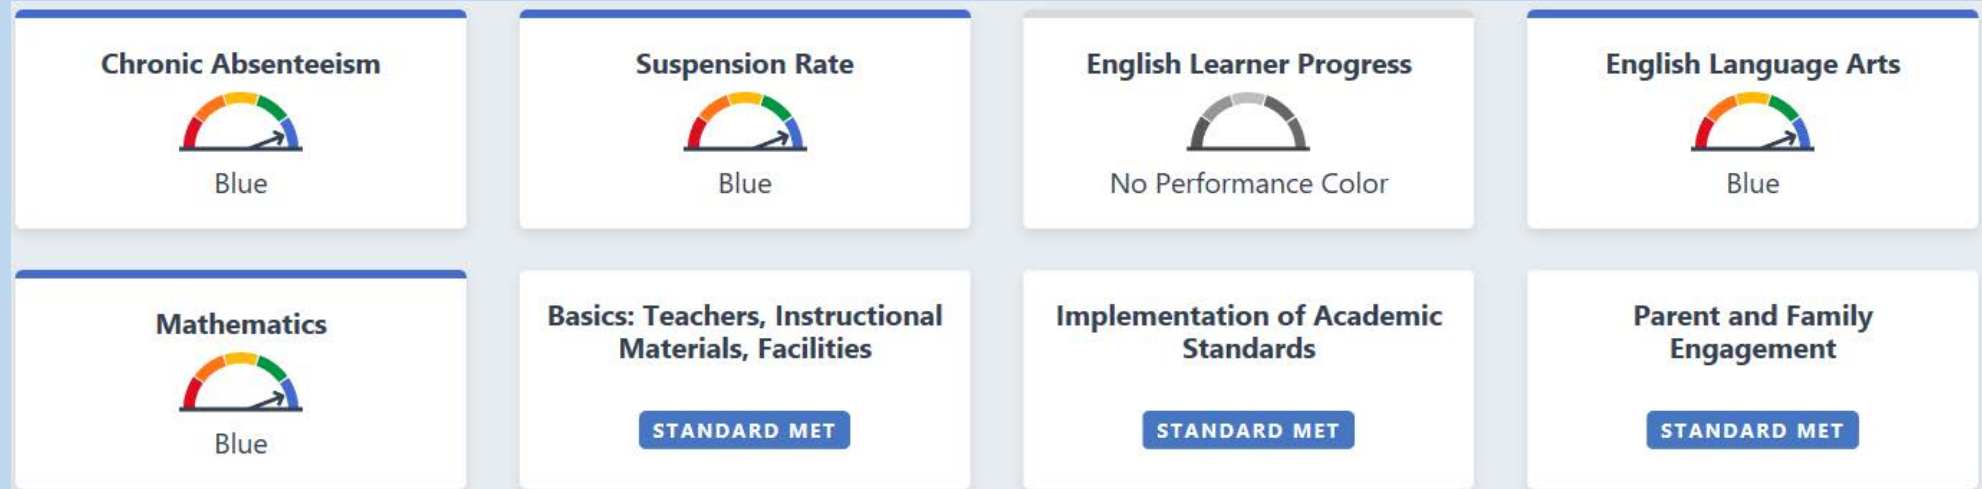 Chronic Absenteeism
Blue
Suspension Rate
Blue
English Learner Progress
No Performance Color
English Language Arts
Blue
Mathematics
Blue
Basics: Teachers, Instructional
Materials, Facilities
STANDARD MET
Implementation of Academic
Standards
STANDARD MET
Parent and Family
Engagement
STANDARD MET